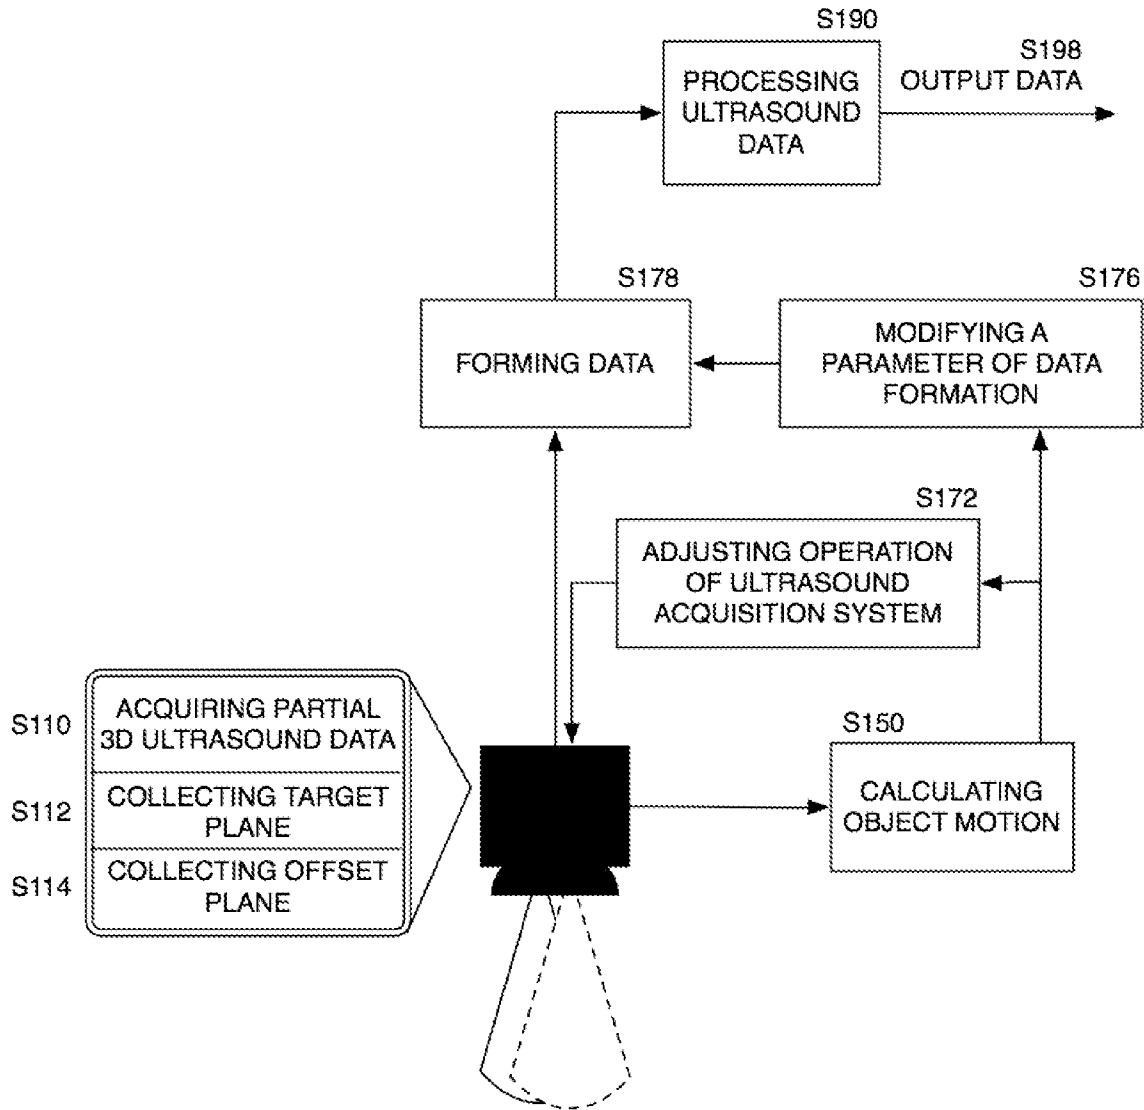 S190
PROCESSING
ULTRASOUND
DATA
S198
OUTPUT DATA
S178
FORMING DATA
S176
MODIFYING A
PARAMETER OF DATA
FORMATION
S172
ADJUSTING OPERATION
OF ULTRASOUND
ACQUISITION SYSTEM
S110
ACQUIRING PARTIAL
3D ULTRASOUND DATA
S112
COLLECTING TARGET
PLANE
S114
COLLECTING OFFSET
PLANE
S150
CALCULATING
OBJECT MOTION